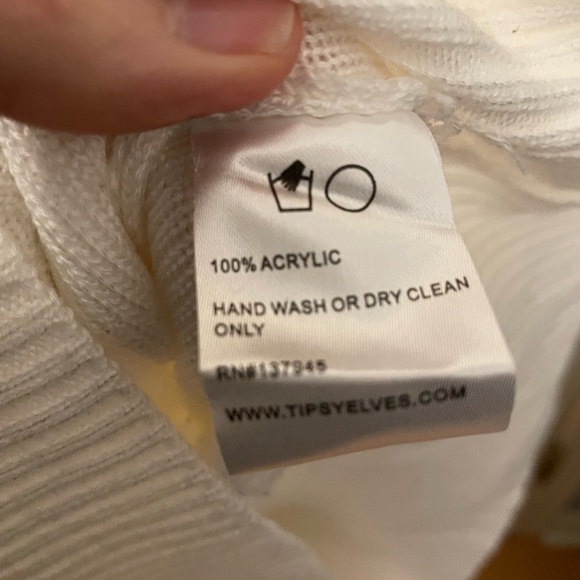 100% ACRYLIC
HAND WASH OR DRY CLEAN
ONLY
RN#137945
WWW.TIPSYELVES.COM